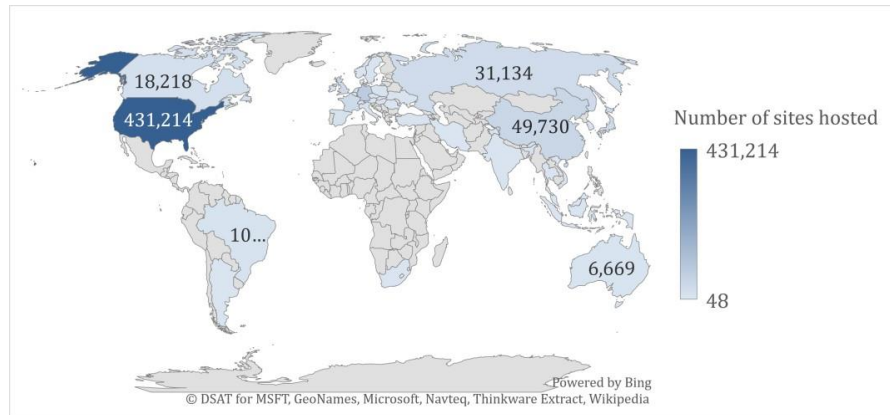 18,218
31,134
431,214
49,730
10...
6,669
Number of sites hosted
431,214
48
Powered by Bing
© DSAT for MSFT, GeoNames, Microsoft, Navteq, Thinkware Extract, Wikipedia